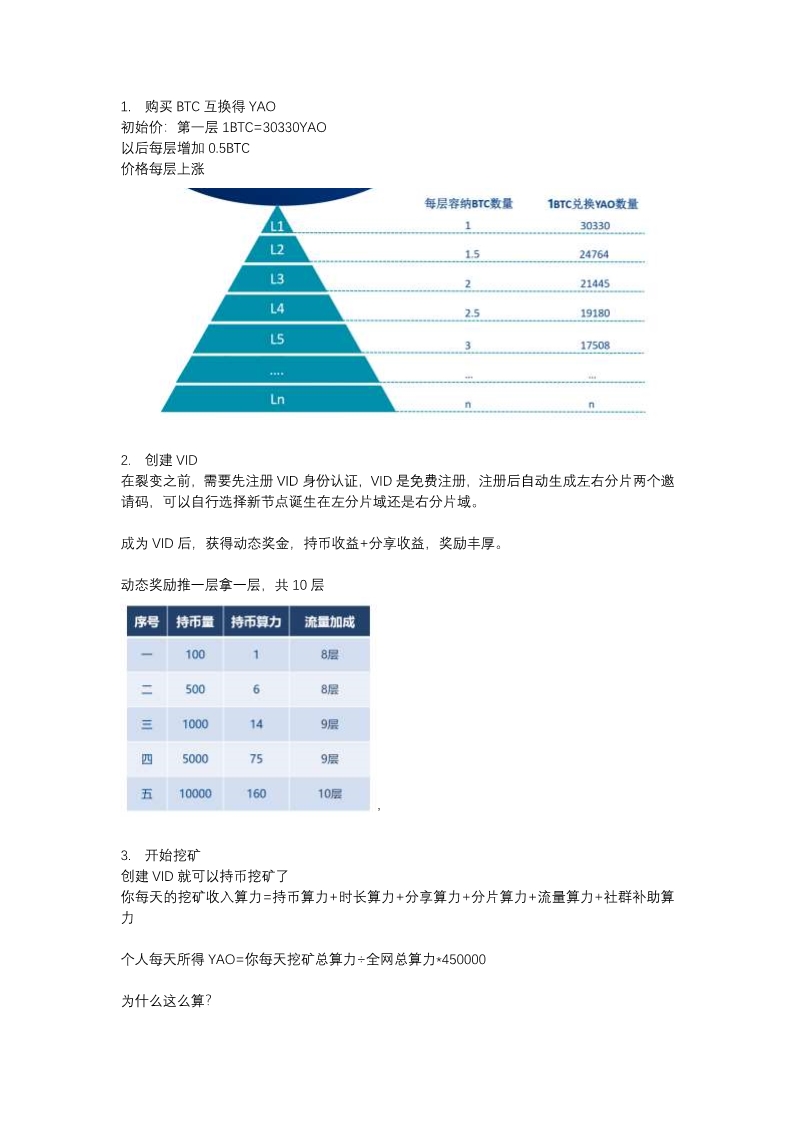 1. 购买 BTC 互换得 YAO
初始价：第一层 1BTC=30330YAO
以后每层增加 0.5BTC
价格每层上涨
每层容纳BTC数量 1BTC兑换YAO数量
L1 1 30330
L2 1.5 24764
L3 2 21445
L4 2.5 19180
L5 3 17508
.... ... ...
Ln n n
2. 创建 VID
在裂变之前，需要先注册 VID 身份认证，VID 是免费注册，注册后自动生成左右分片两个邀
请码，可以自行选择新节点诞生在左分片域还是右分片域。
成为 VID 后，获得动态奖金，持币收益+分享收益，奖励丰厚。
动态奖励推一层拿一层，共 10 层
序号 持币量 持币算力 流量加成
一 100 1 8层
二 500 6 8层
三 1000 14 9层
四 5000 75 9层
五 10000 160 10层
，
3. 开始挖矿
创建 VID 就可以持币挖矿了
你每天的挖矿收入算力=持币算力+时长算力+分享算力+分片算力+流量算力+社群补助算
力
个人每天所得 YAO=你每天挖矿总算力÷全网总算力*450000
为什么这么算？